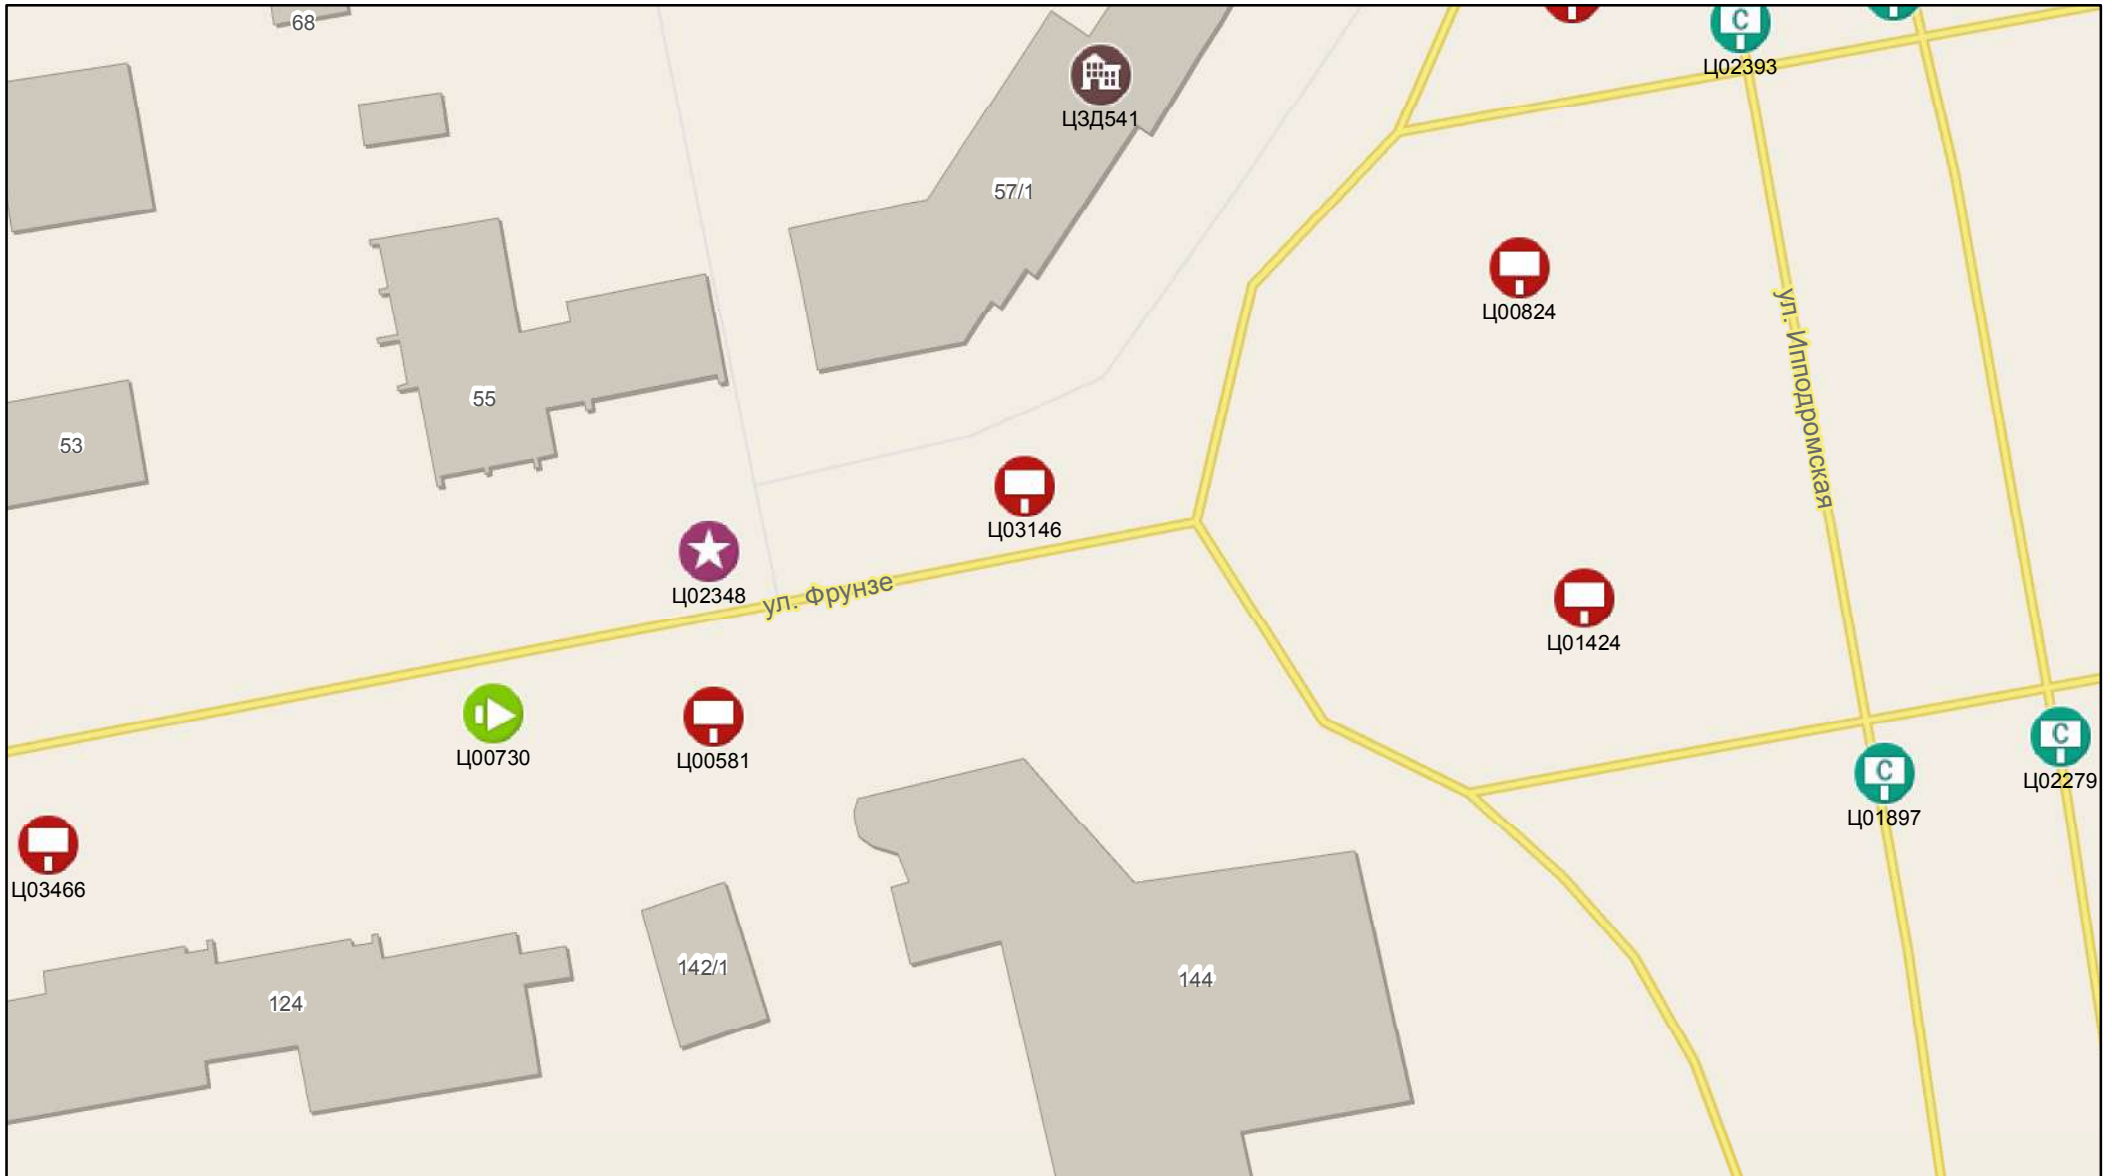 68
С
Ц02393
ЦЗД541
57/1
Ц00824
ул. Ипподромская
55
53
Ц03146
Ц02348
ул. Фрунзе
Ц01424
Ц00730
Ц00581
С
Ц02279
С
Ц01897
Ц03466
142/1
144
124